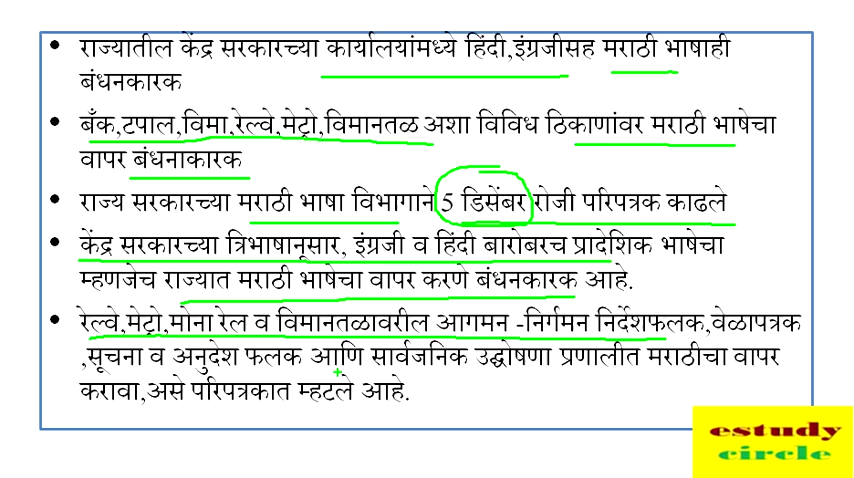 • राज्यातील केंद्र सरकारच्या कार्यालयांमध्ये हिंदी,इंग्रजीसह मराठी भाषाही
बंधनकारक
• बँक,टपाल,विमा,रेल्वे,मेट्रो,विमानतळ अशा विविध ठिकाणांवर मराठी भाषेचा
वापर बंधनाकारक
• राज्य सरकारच्या मराठी भाषा विभागाने 5 डिसेंबर रोजी परिपत्रक काढले
• केंद्र सरकारच्या त्रिभाषानूसार, इंग्रजी व हिंदी बारोबरच प्रादेशिक भाषेचा
म्हणजेच राज्यात मराठी भाषेचा वापर करणे बंधनकारक आहे.
• रेल्वे,मेट्रो,मोना रेल व विमानतळावरील आगमन -निर्गमन निर्देशफलक,वेळापत्रक
,सूचना व अनुदेश फलक आणि सार्वजनिक उद्घोषणा प्रणालीत मराठीचा वापर
करावा,असे परिपत्रकात म्हटले आहे.
estudy
circle